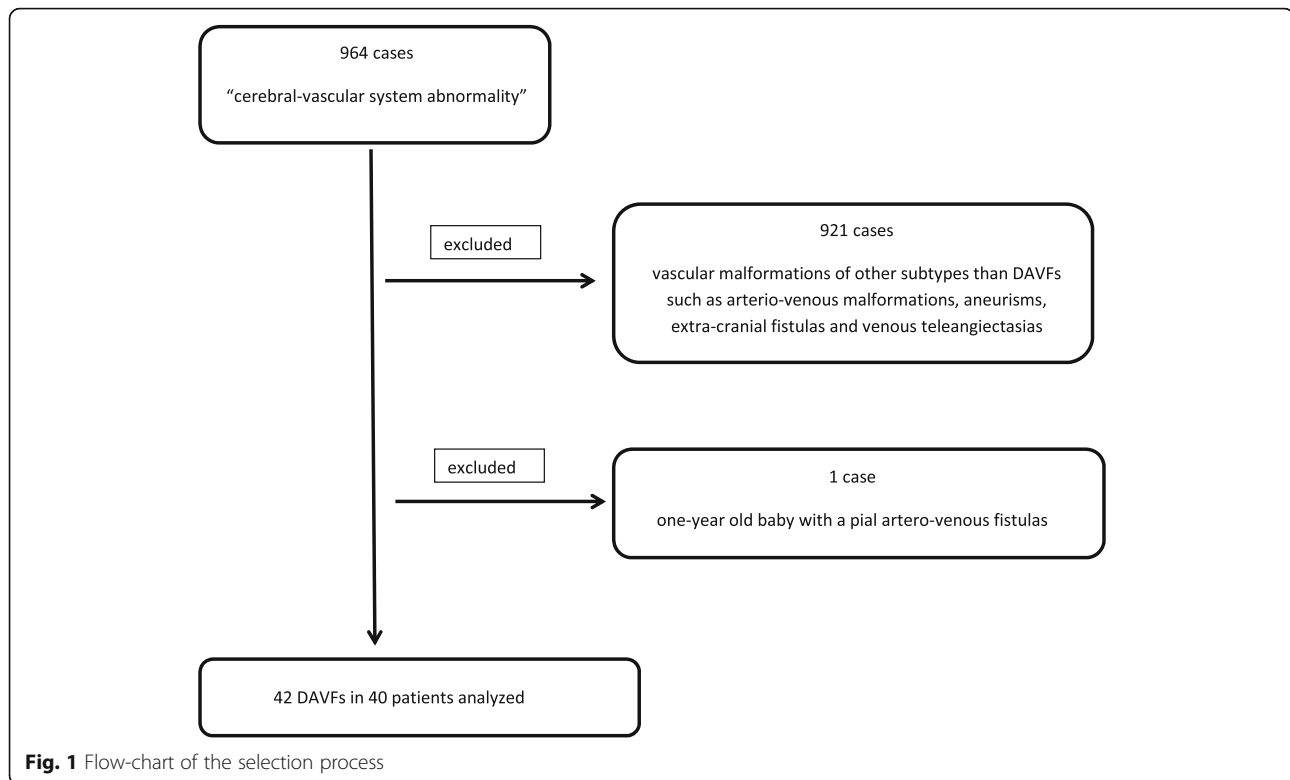 964 cases
“cerebral-vascular system abnormality”
excluded
921 cases
vascular malformations of other subtypes than DAVFs
such as arterio-venous malformations, aneurisms,
extra-cranial fistulas and venous teleangiectasias
excluded
1 case
one-year old baby with a pial artero-venous fistulas
42 DAVFs in 40 patients analyzed
Fig. 1 Flow-chart of the selection process